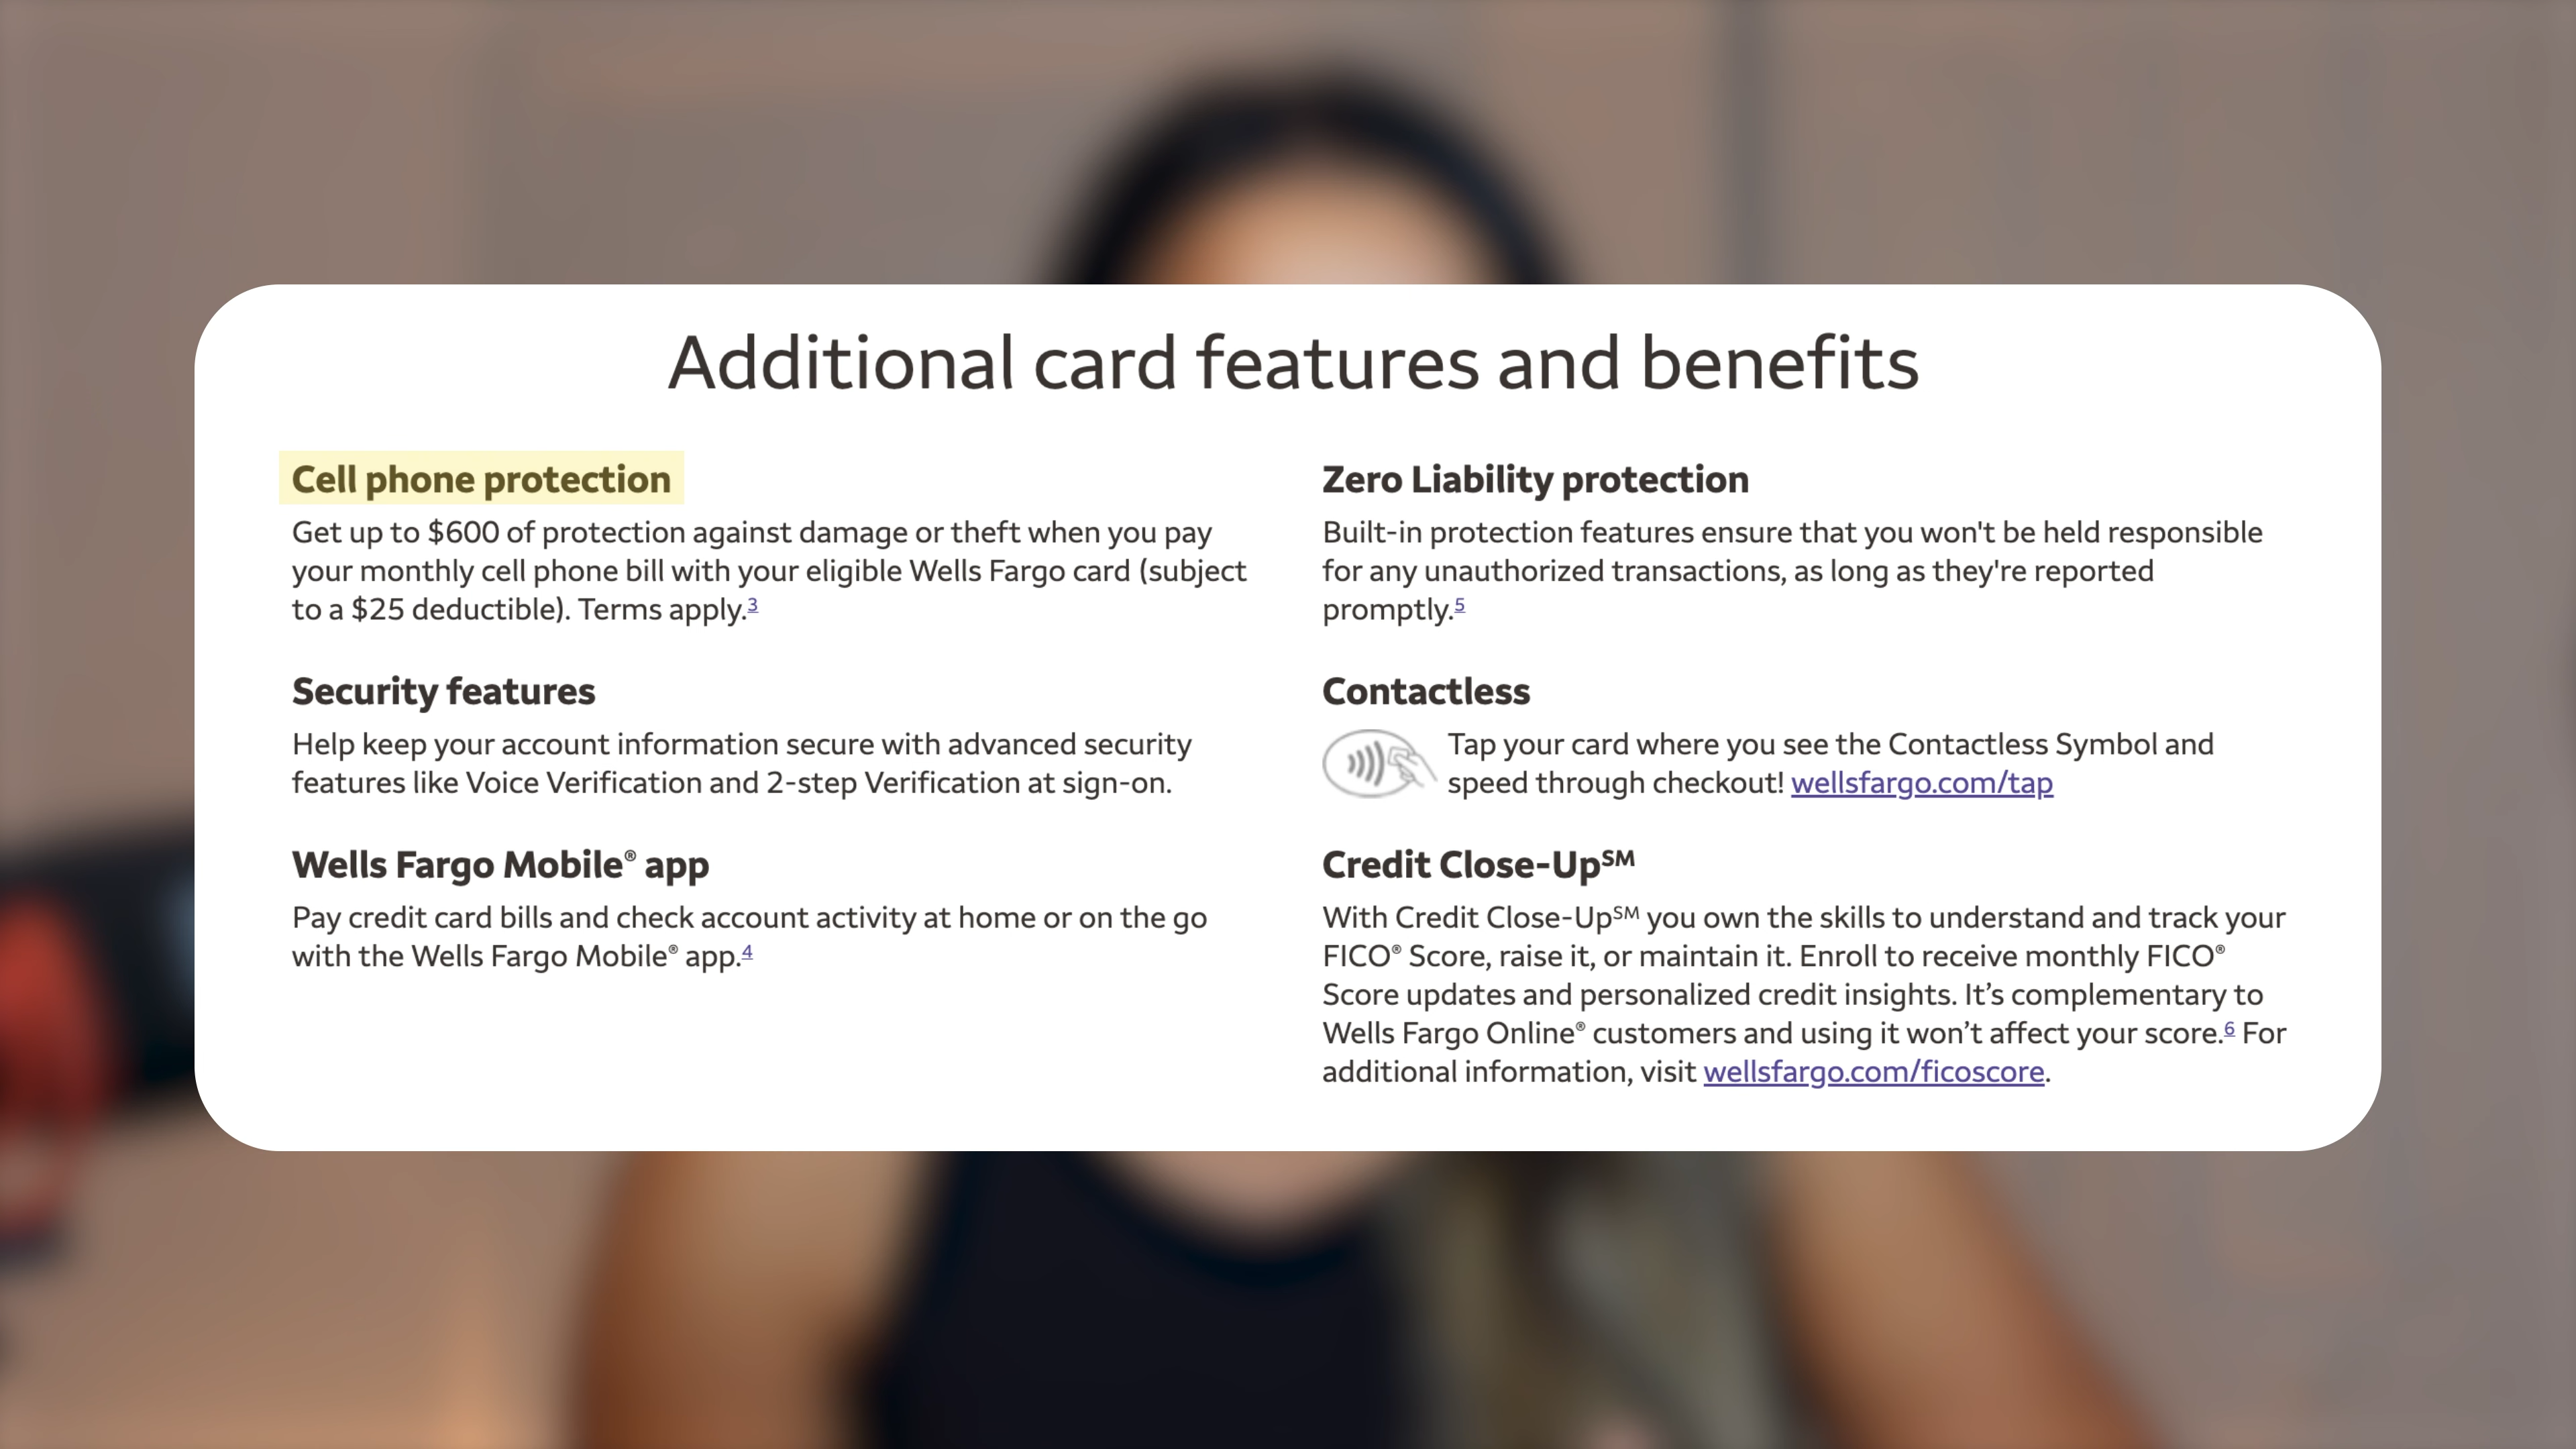 Additional card features and benefits
Cell phone protection
Get up to $600 of protection against damage or theft when you pay
your monthly cell phone bill with your eligible Wells Fargo card (subject
to a $25 deductible). Terms apply.3
Security features
Help keep your account information secure with advanced security
features like Voice Verification and 2-step Verification at sign-on.
Wells Fargo Mobile® app
Pay credit card bills and check account activity at home or on the go
with the Wells Fargo Mobile® app.4
Zero Liability protection
Built-in protection features ensure that you won't be held responsible
for any unauthorized transactions, as long as they're reported
promptly.5
Contactless
Tap your card where you see the Contactless Symbol and
speed through checkout! wellsfargo.com/tap
Credit Close-Up℠
With Credit Close-Up℠ you own the skills to understand and track your
FICO® Score, raise it, or maintain it. Enroll to receive monthly FICO®
Score updates and personalized credit insights. It’s complementary to
Wells Fargo Online® customers and using it won’t affect your score.6 For
additional information, visit wellsfargo.com/ficoscore.